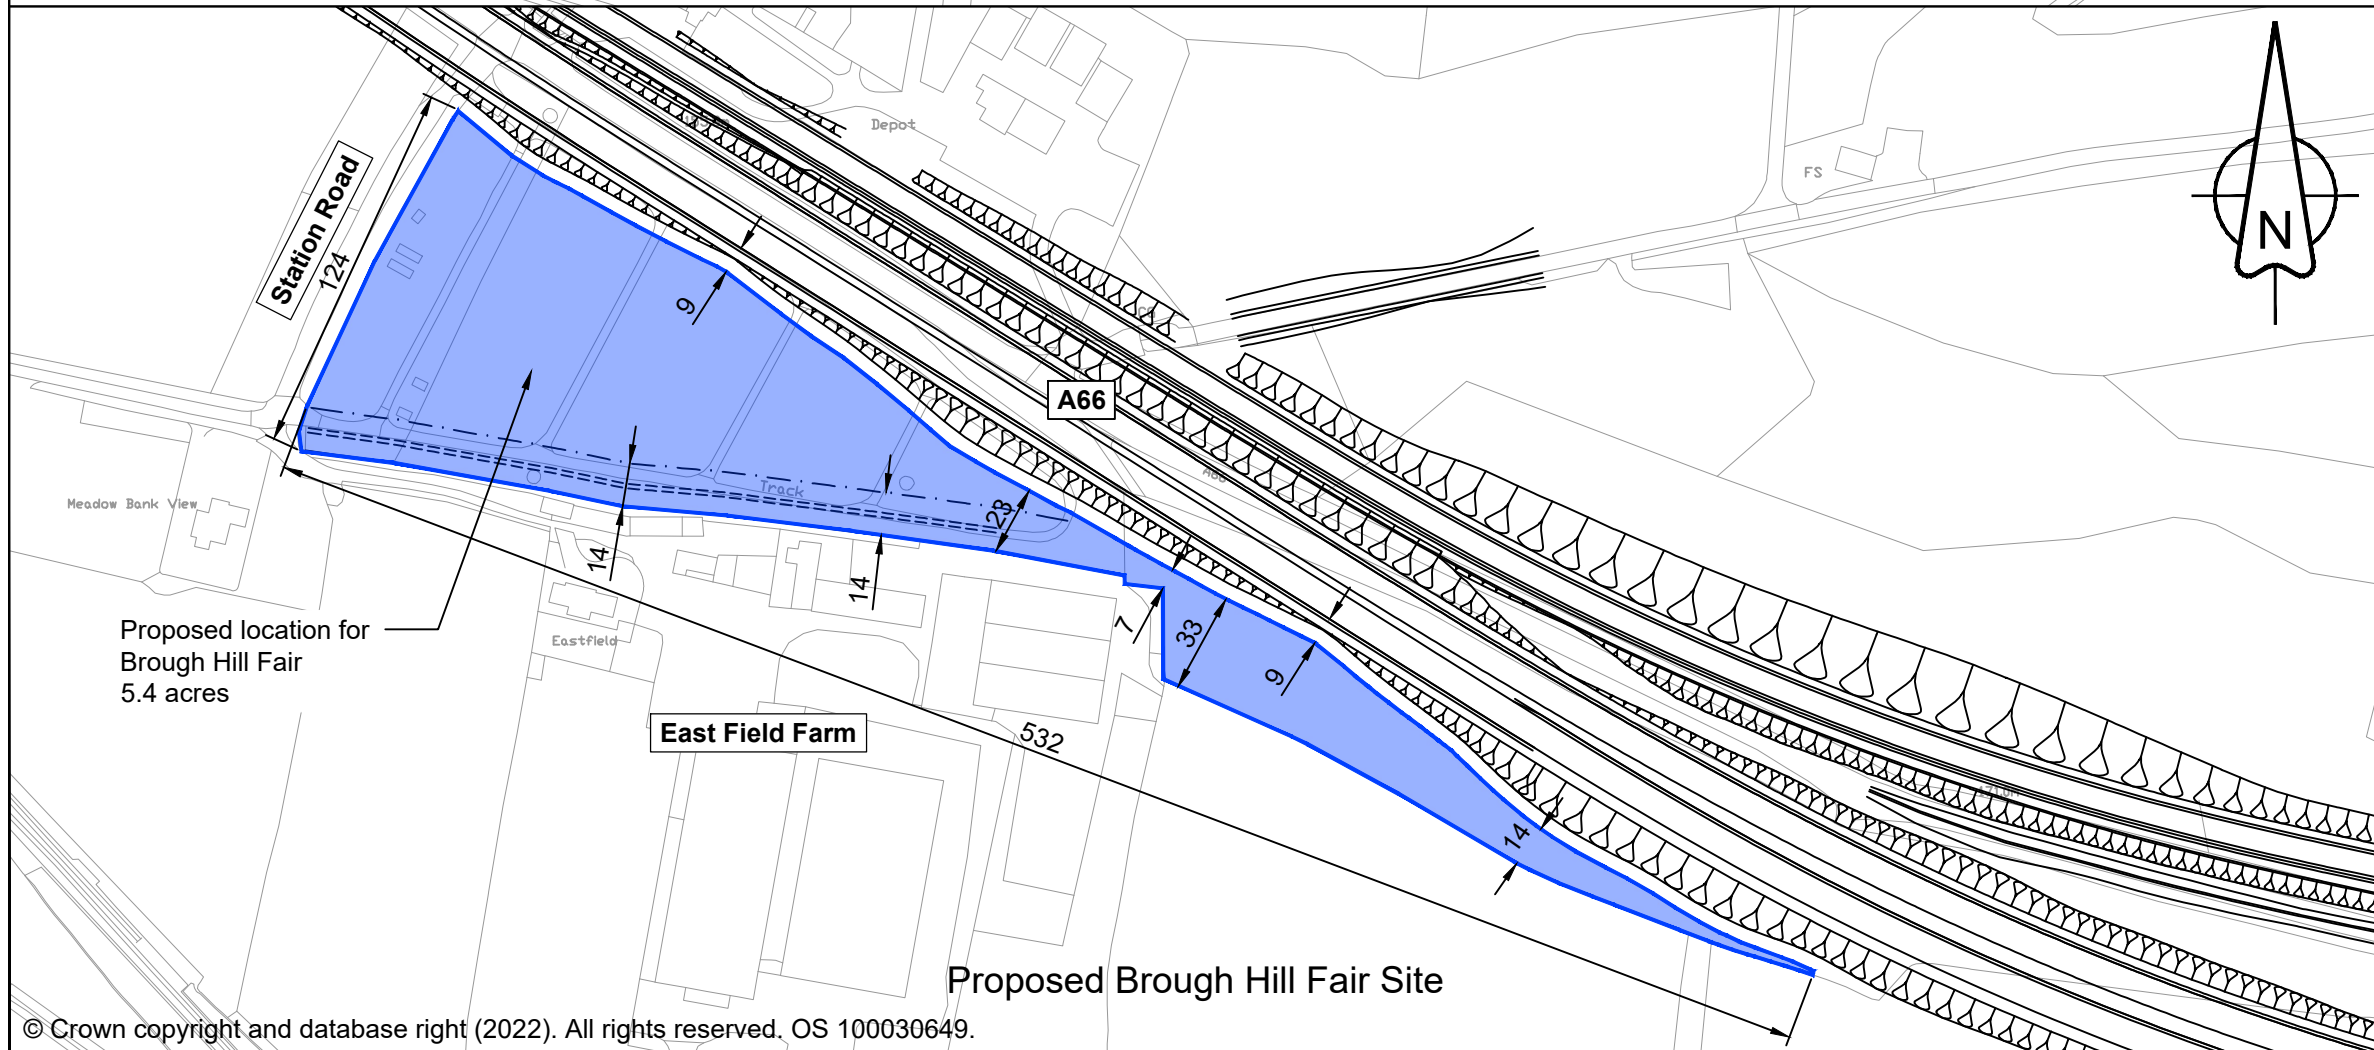 Depot
FS
N
Station Road
124
9
A66
Track
23
Meadow Bank View
14
14
7
33
9
Proposed location for
Brough Hill Fair
5.4 acres
Eastfield
East Field Farm
532
14
Proposed Brough Hill Fair Site
© Crown copyright and database right (2022). All rights reserved. OS 100030649.